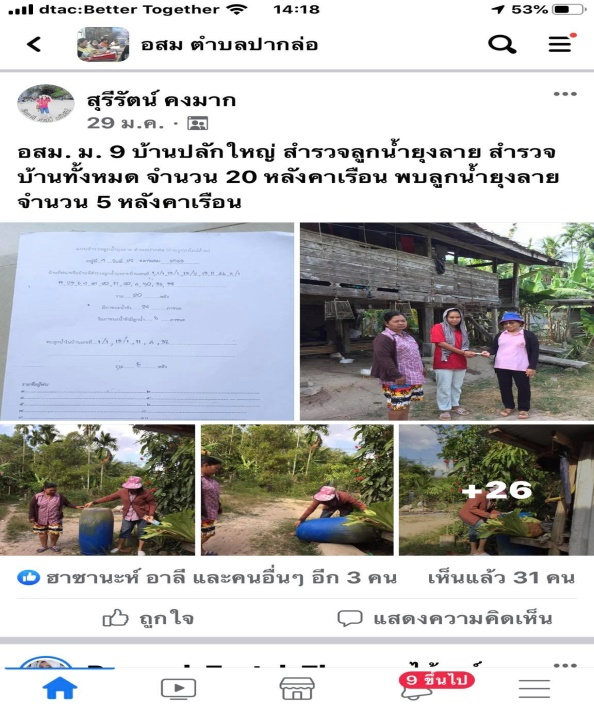 dtac:Better Together 14:18 53%
อสม ตำบลปากล่อ
สุรีรัตน์ คงมาก
29 ม.ค. ·
อสม. ม. 9 บ้านปลักใหญ่ สำรวจลูกน้ำยุงลาย สำรวจ
บ้านทั้งหมด จำนวน 20 หลังคาเรือน พบลูกน้ำยุงลาย
จำนวน 5 หลังคาเรือน
+26
ฮาซานะห์ อาลี และคนอื่นๆ อีก 3 คน เห็นแล้ว 31 คน
ถูกใจ แสดงความคิดเห็น
9 ขึ้นไป